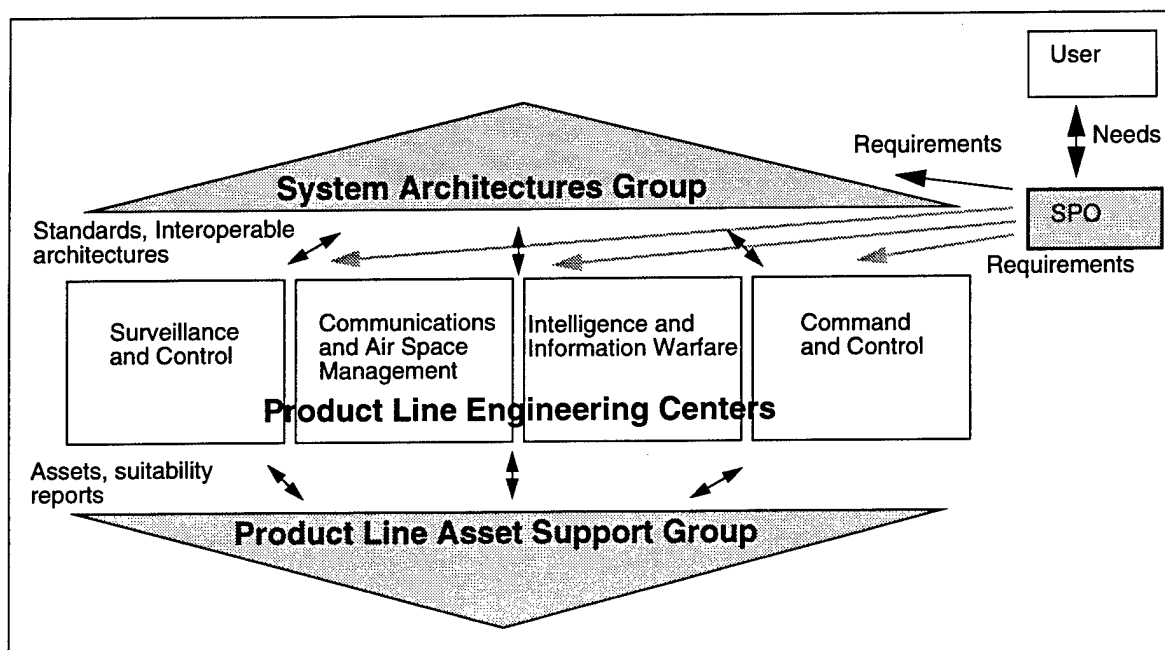 User
Needs
Requirements
System Architectures Group
SPO
Standards, Interoperable
architectures
Requirements
Surveillance
and Control
Communications
and Air Space
Management
Intelligence and
Information Warfare
Command
and Control
Product Line Engineering Centers
Assets, suitability
reports
Product Line Asset Support Group